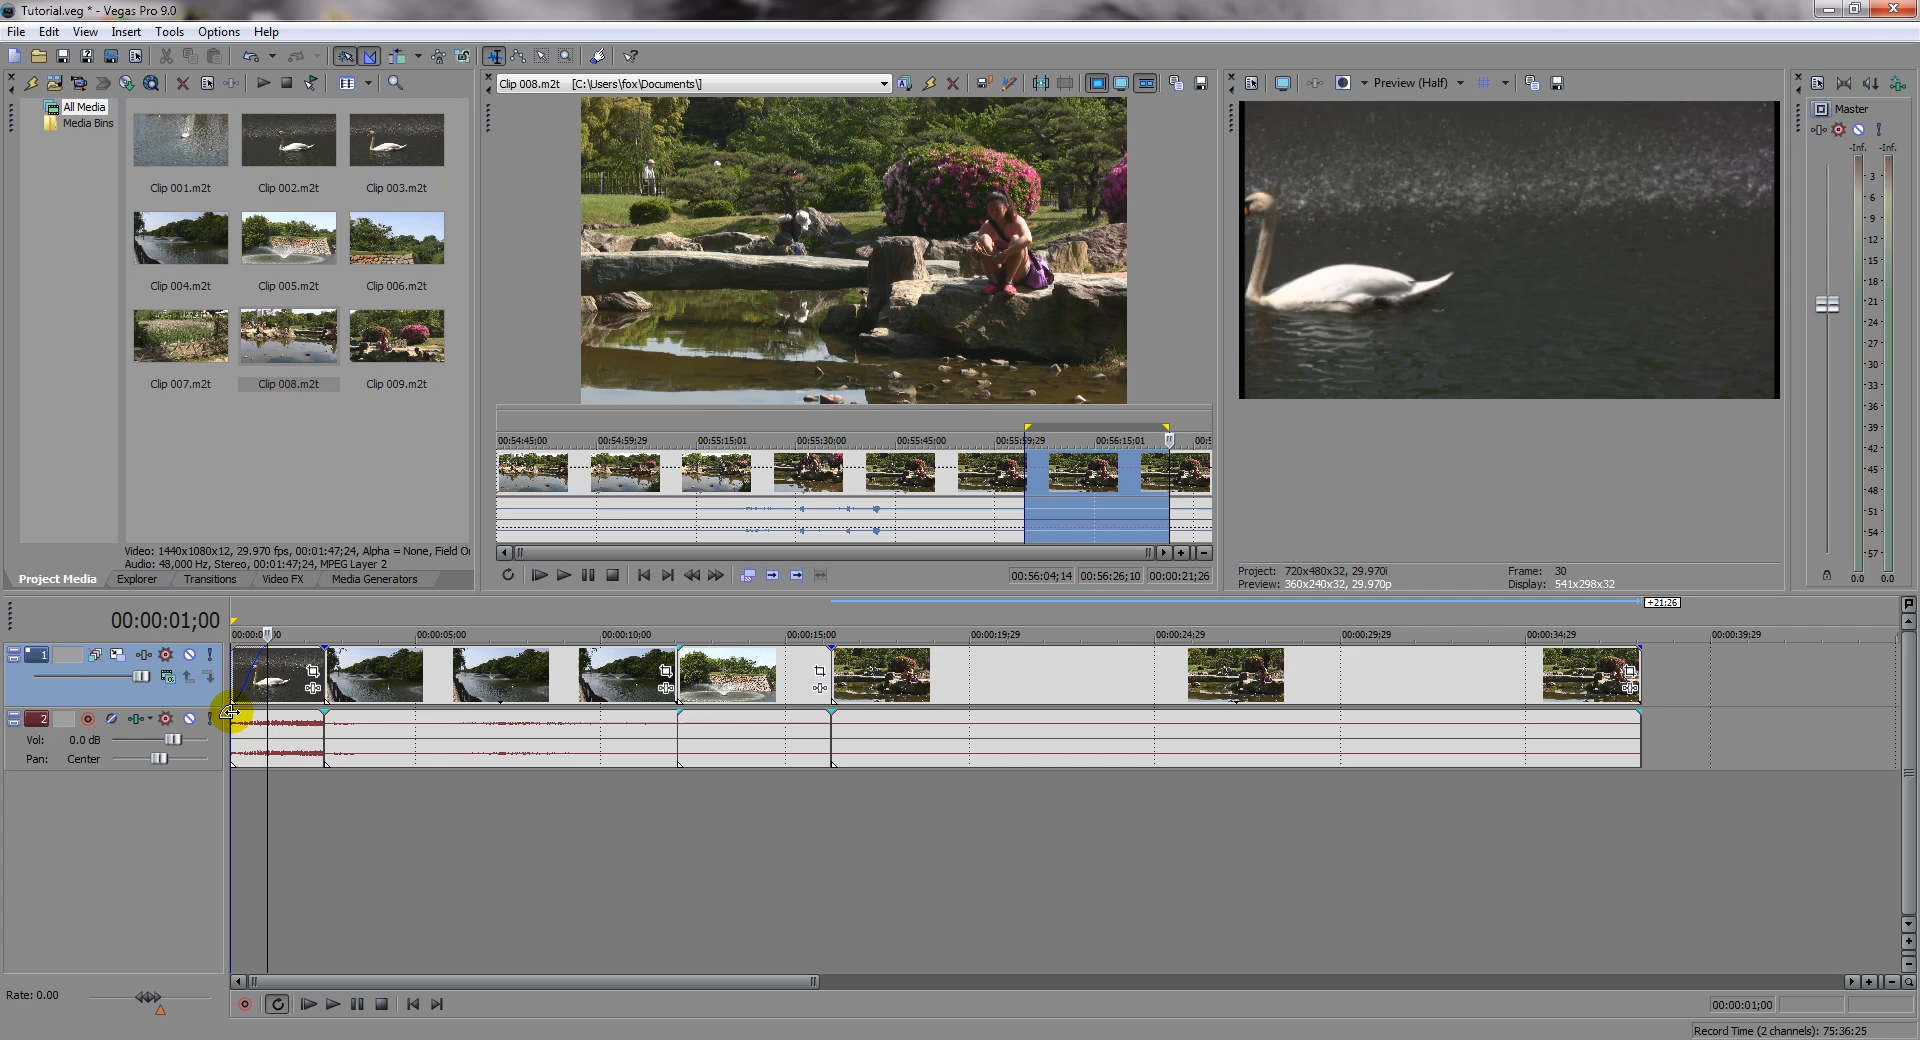 Tutorial.veg * - Vegas Pro 9.0
File Edit View Insert Tools Options Help
Clip 008.m2t [C:\Users\fox\Documents\]
Preview (Half)
All Media
Media Bins
Master
-Inf. -Inf.
3
6
9
12
15
18
21
24
27
30
33
36
39
42
45
48
51
54
57
0.0 0.0
Clip 001.m2t Clip 002.m2t Clip 003.m2t
Clip 004.m2t Clip 005.m2t Clip 006.m2t
Clip 007.m2t Clip 008.m2t Clip 009.m2t
Video: 1440x1080x12, 29.970 fps, 00:01:47;24, Alpha = None, Field Or
Audio: 48,000 Hz, Stereo, 00:01:47;24, MPEG Layer 2
Project Media Explorer Transitions Video FX Media Generators
00:54:45;00 00:54:59;29 00:55:15;01 00:55:30;00 00:55:45;00 00:55:59;29 00:56:15;01
00:56:04;14 00:56:26;10 00:00:21;26
Project: 720x480x32, 29.970i
Preview: 360x240x32, 29.970p
Frame: 30
Display: 541x298x32
00:00:01;00
+21;26
00:00:05;00 00:00:10;00 00:00:15;00 00:00:19;29 00:00:24;29 00:00:29;29 00:00:34;29 00:00:39;29
1
2
Vol: 0.0 dB
Pan: Center
Rate: 0.00
00:00:01;00
Record Time (2 channels): 75:36:25